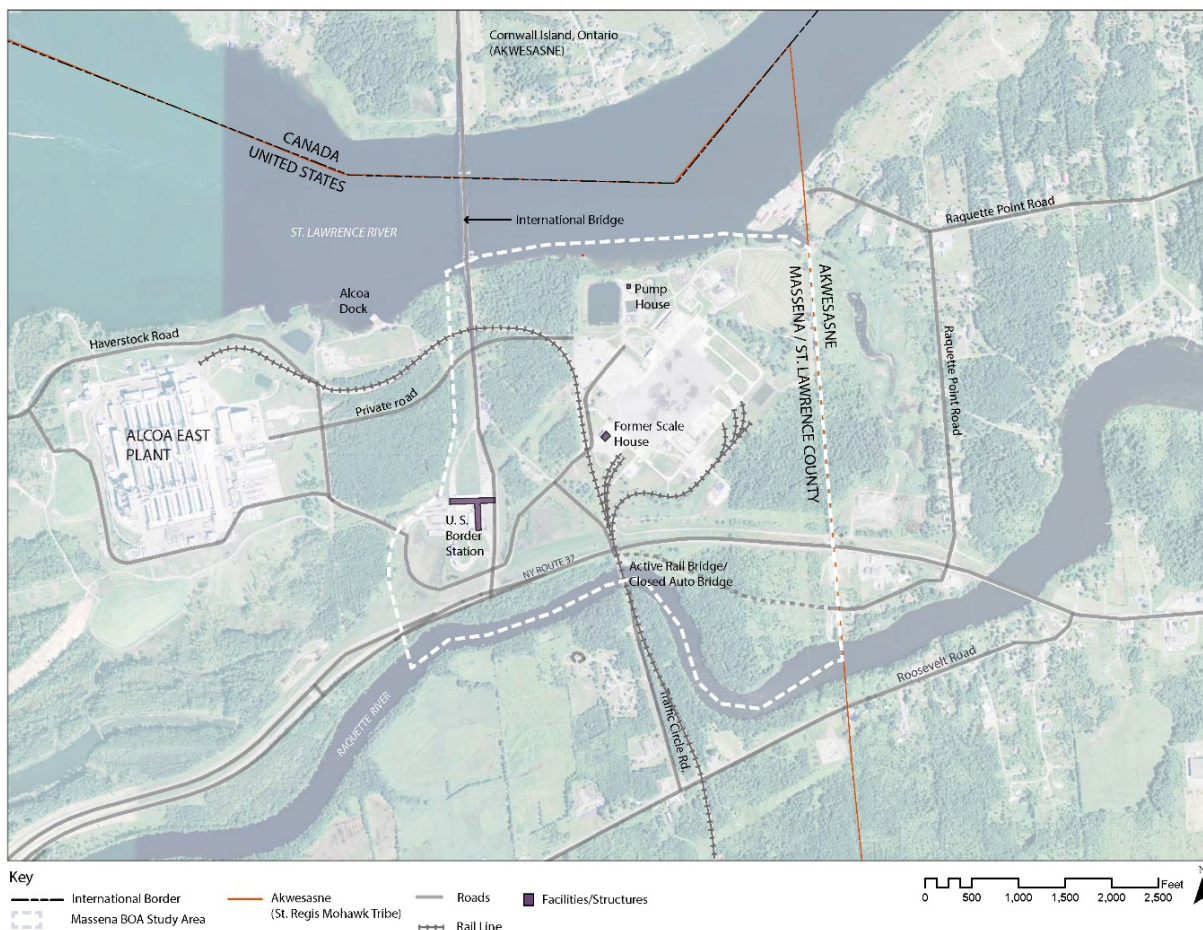 Cornwall Island, Ontario
(AKWESASNE)
CANADA
UNITED STATES
International Bridge
ST. LAWRENCE RIVER
Raquette Point Road
Alcoa
Dock
Pump
House
AKWESASNE
MASSENA / ST. LAWRENCE COUNTY
Haverstock Road
Raquette Point Road
Private road
ALCOA EAST
PLANT
Former Scale
House
U. S.
Border
Station
NY ROUTE 37
Active Rail Bridge/
Closed Auto Bridge
Roosevelt Road
RAQUETTE RIVER
Traffic Circle Rd.
Key
International Border
Massena BOA Study Area
Akwesasne
(St. Regis Mohawk Tribe)
Roads
Rail Line
Facilities/Structures
Feet
0 500 1,000 1,500 2,000 2,500
N